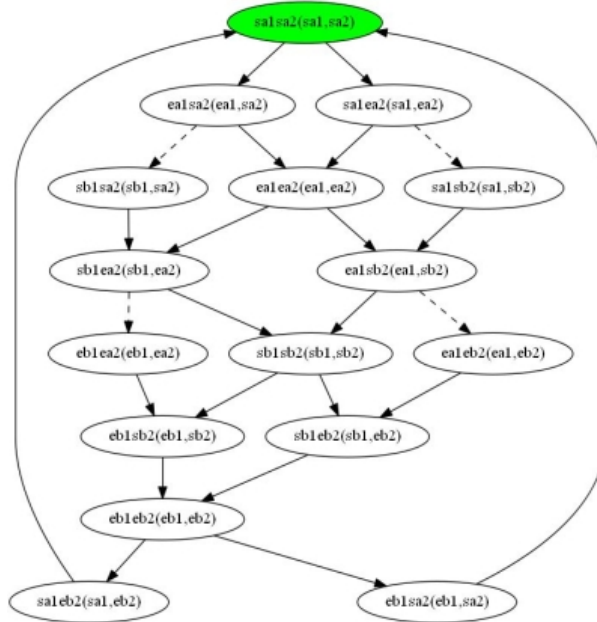 sa1sa2(sa1,sa2)
ea1sa2(ea1,sa2)
sa1ea2(sa1,ea2)
sb1sa2(sb1,sa2)
ea1ea2(ea1,ea2)
sa1sb2(sa1,sb2)
sb1ea2(sb1,ea2)
ea1sb2(ea1,sb2)
eb1ea2(eb1,ea2)
sb1sb2(sb1,sb2)
ea1eb2(ea1,eb2)
eb1sb2(eb1,sb2)
sb1eb2(sb1,eb2)
eb1eb2(eb1,eb2)
sa1eb2(sa1,eb2)
eb1sa2(eb1,sa2)